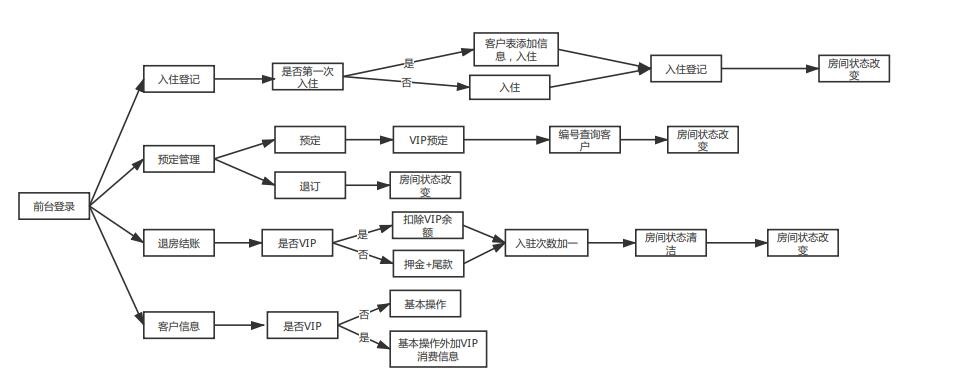 客户表添加信
息，入住
是
入住登记
是否第一次
入住
否
入住
入住登记
房间状态改
变
预定
VIP预定
编号查询客
户
房间状态改
变
预定管理
退订
房间状态改
变
前台登录
扣除VIP余
额
是
退房结账
是否VIP
否
押金+尾款
入驻次数加一
房间状态清
洁
房间状态改
变
基本操作
否
客户信息
是否VIP
是
基本操作外加VIP
消费信息